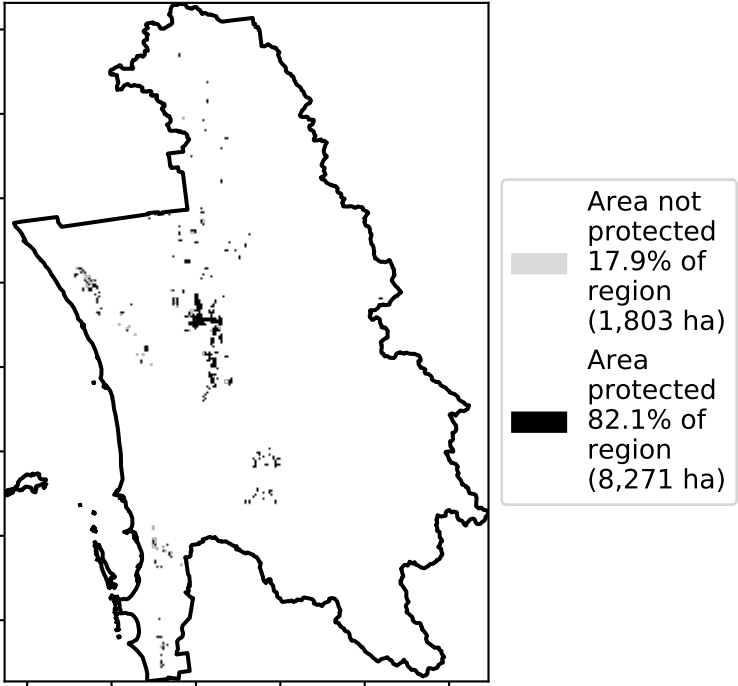 Area not
protected
17.9% of
region
(1,803 ha)
Area
protected
82.1% of
region
(8,271 ha)